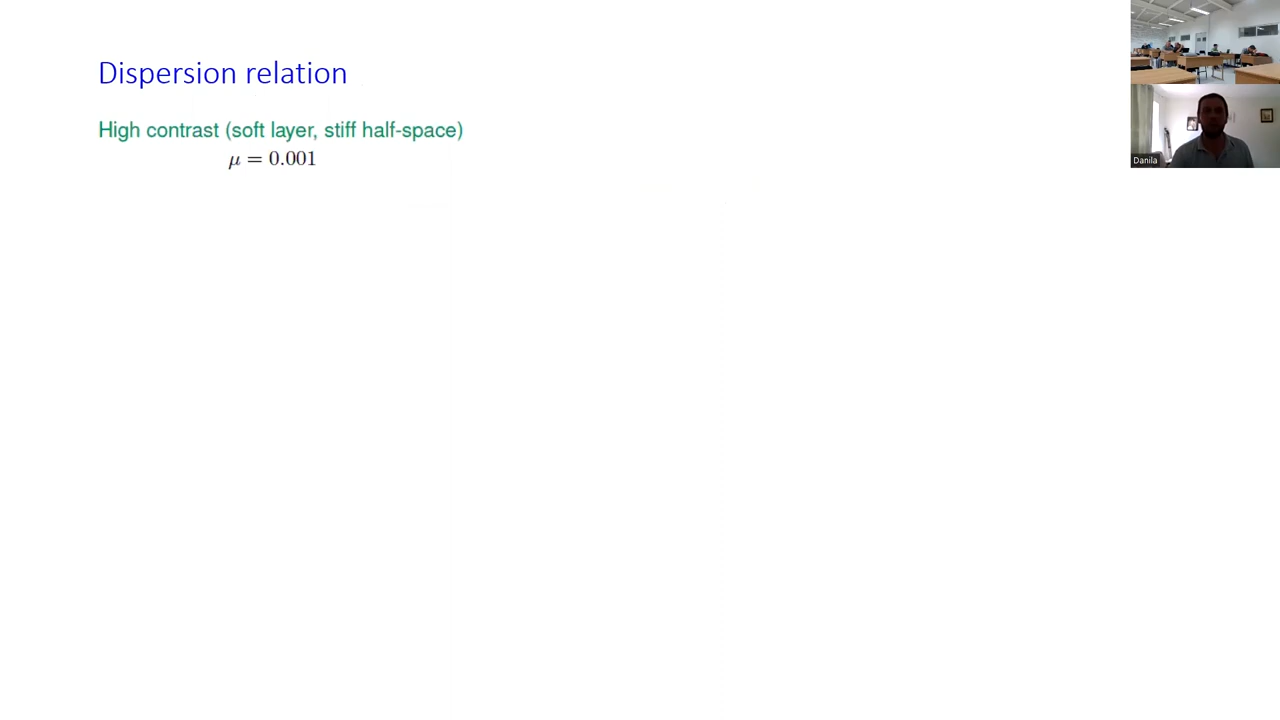 Dispersion relation
High contrast (soft layer, stiff half-space)
μ = 0.001
Danila